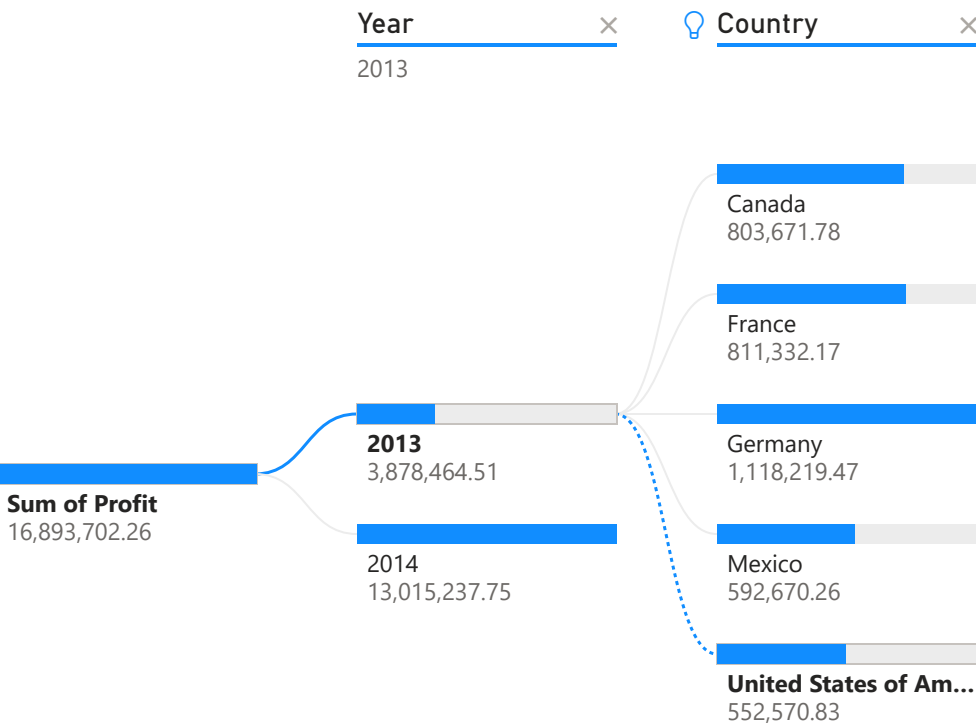 Year
Country
2013
Canada
803,671.78
France
811,332.17
2013
3,878,464.51
Germany
1,118,219.47
Sum of Profit
16,893,702.26
2014
13,015,237.75
Mexico
592,670.26
United States of Am...
552,570.83